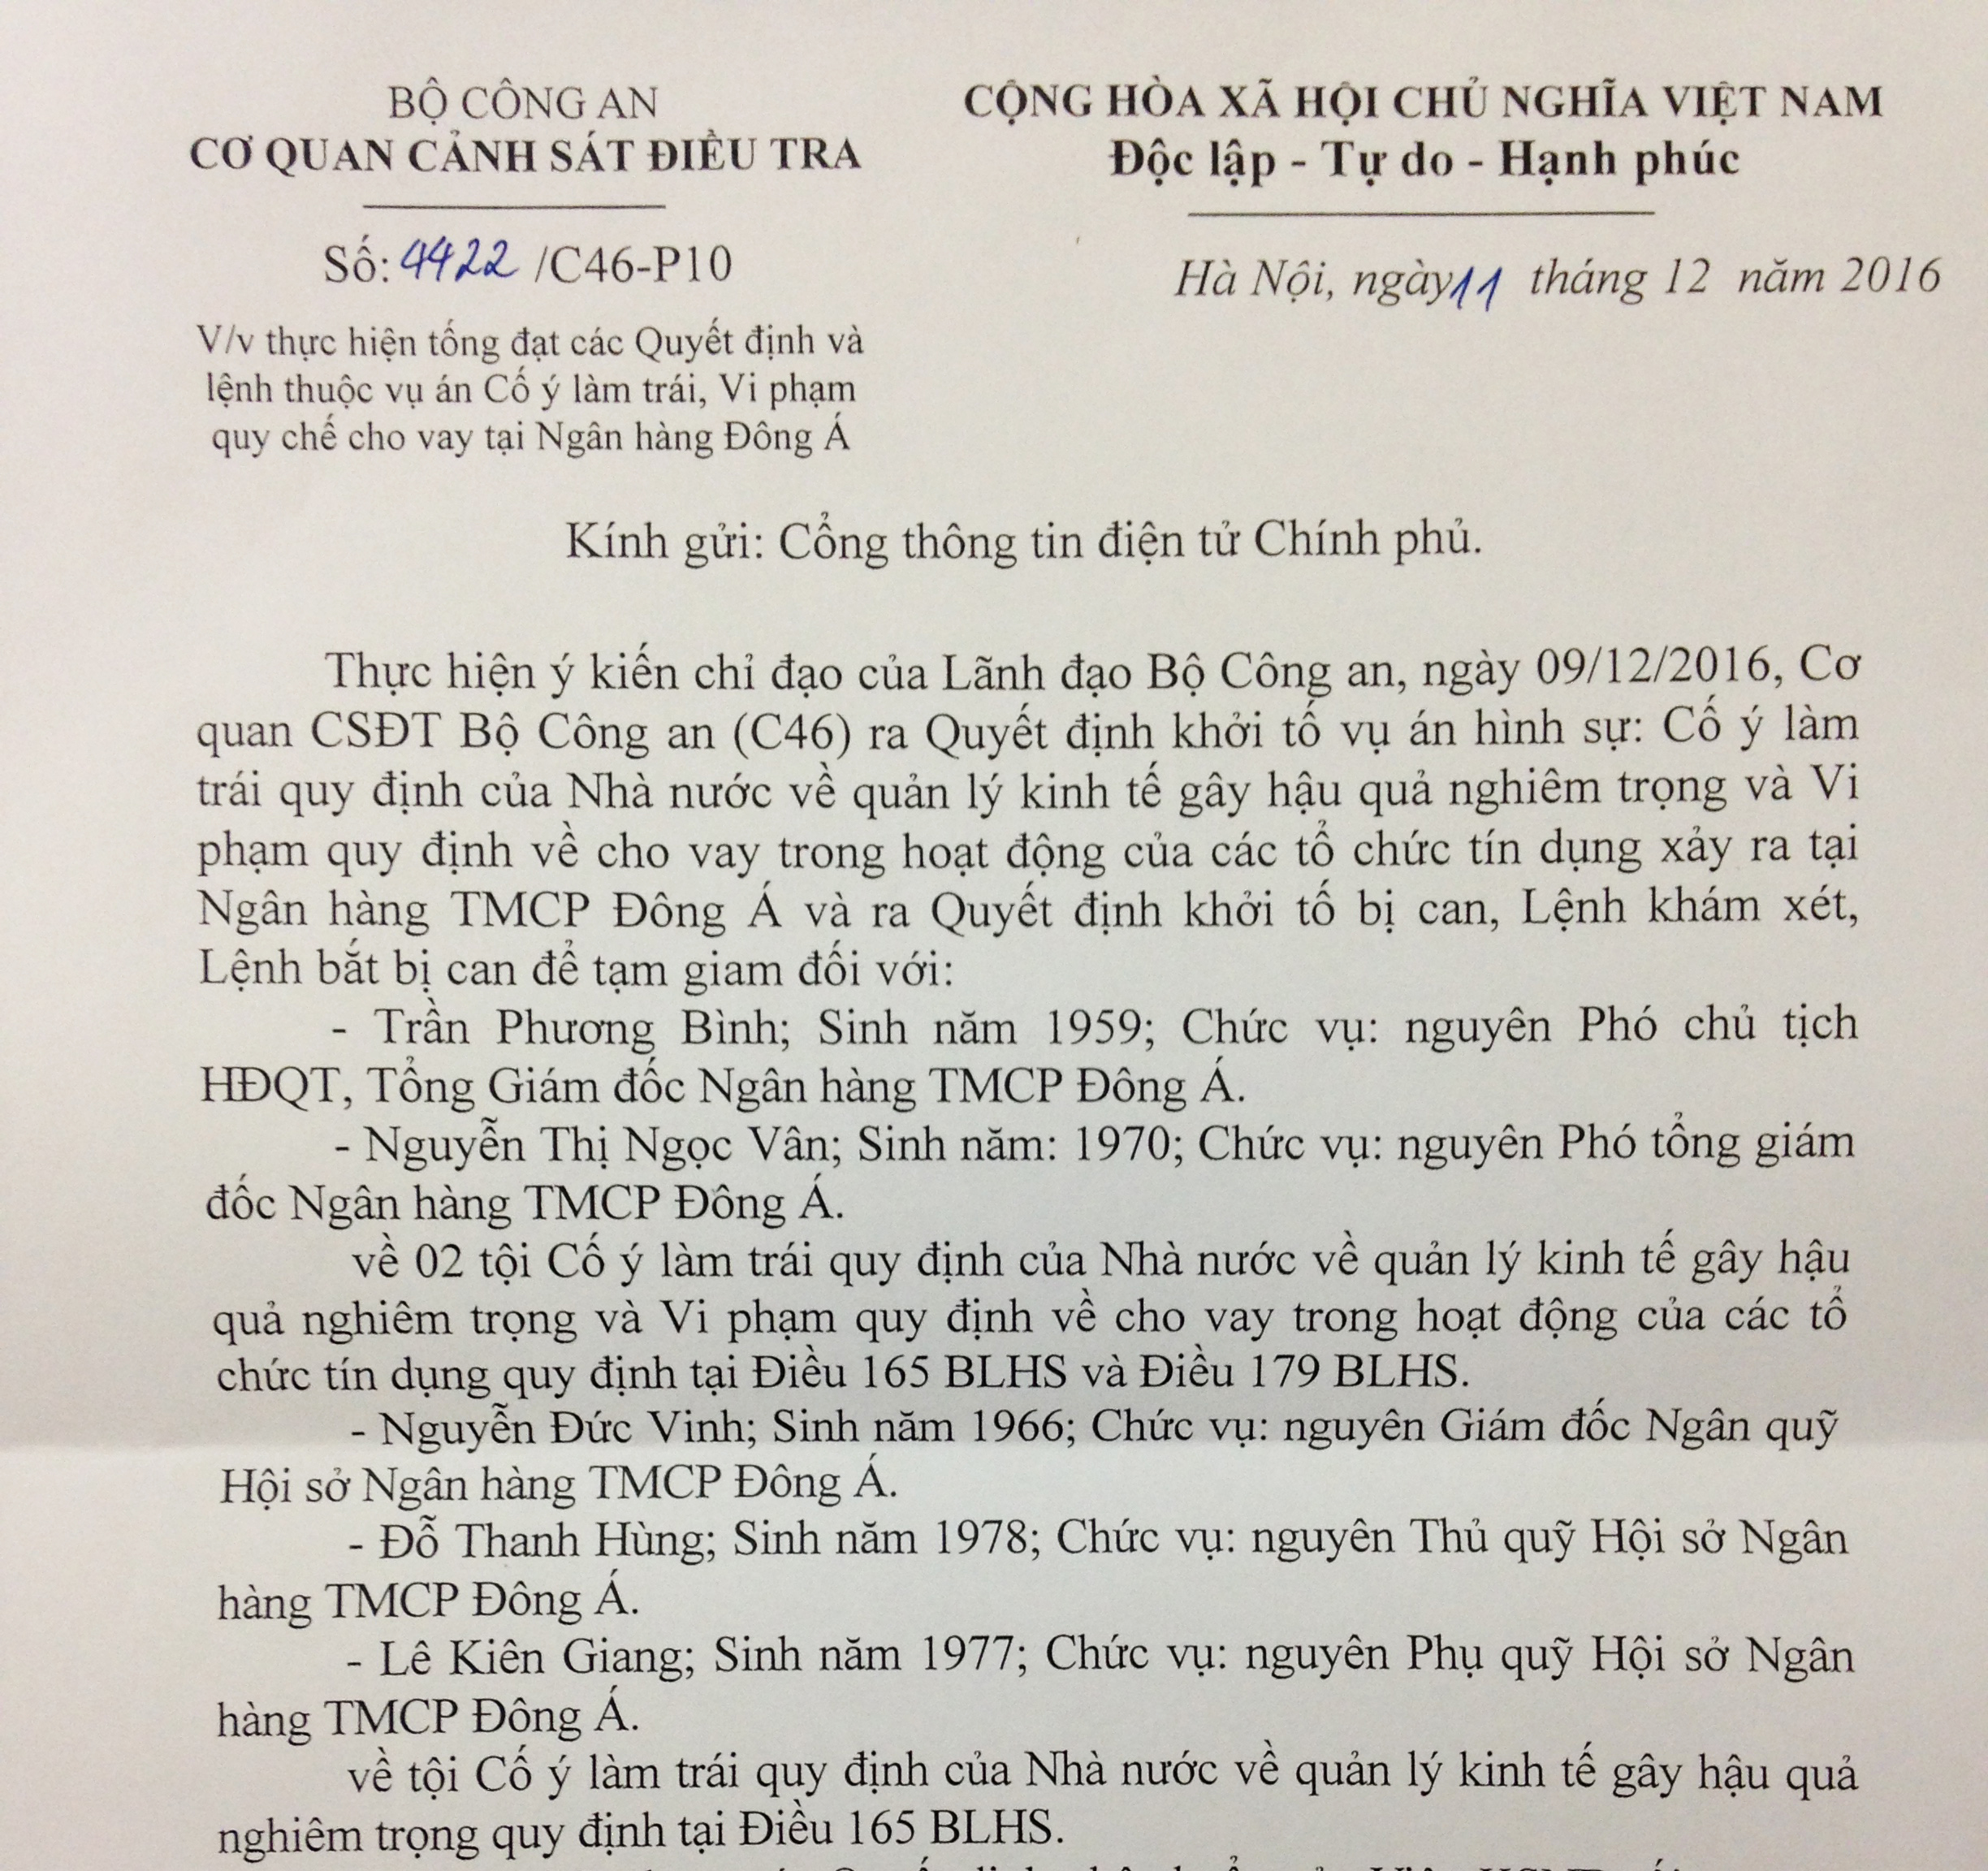 BỘ CÔNG AN
CƠ QUAN CẢNH SÁT ĐIỀU TRA
CỘNG HÒA XÃ HỘI CHỦ NGHĨA VIỆT NAM
Độc lập - Tự do - Hạnh phúc
Số: 4422 /C46-P10
Hà Nội, ngày 11 tháng 12 năm 2016
V/v thực hiện tống đạt các Quyết định và
lệnh thuộc vụ án Cố ý làm trái, Vi phạm
quy chế cho vay tại Ngân hàng Đông Á
Kính gửi: Cổng thông tin điện tử Chính phủ.
Thực hiện ý kiến chỉ đạo của Lãnh đạo Bộ Công an, ngày 09/12/2016, Cơ
quan CSĐT Bộ Công an (C46) ra Quyết định khởi tố vụ án hình sự: Cố ý làm
trái quy định của Nhà nước về quản lý kinh tế gây hậu quả nghiêm trọng và Vi
phạm quy định về cho vay trong hoạt động của các tổ chức tín dụng xảy ra tại
Ngân hàng TMCP Đông Á và ra Quyết định khởi tố bị can, Lệnh khám xét,
Lệnh bắt bị can để tạm giam đối với:
- Trần Phương Bình; Sinh năm 1959; Chức vụ: nguyên Phó chủ tịch
HĐQT, Tổng Giám đốc Ngân hàng TMCP Đông Á.
- Nguyễn Thị Ngọc Vân; Sinh năm: 1970; Chức vụ: nguyên Phó tổng giám
đốc Ngân hàng TMCP Đông Á.
về 02 tội Cố ý làm trái quy định của Nhà nước về quản lý kinh tế gây hậu
quả nghiêm trọng và Vi phạm quy định về cho vay trong hoạt động của các tổ
chức tín dụng quy định tại Điều 165 BLHS và Điều 179 BLHS.
- Nguyễn Đức Vinh; Sinh năm 1966; Chức vụ: nguyên Giám đốc Ngân quỹ
Hội sở Ngân hàng TMCP Đông Á.
- Đỗ Thanh Hùng; Sinh năm 1978; Chức vụ: nguyên Thủ quỹ Hội sở Ngân
hàng TMCP Đông Á.
- Lê Kiên Giang; Sinh năm 1977; Chức vụ: nguyên Phụ quỹ Hội sở Ngân
hàng TMCP Đông Á.
về tội Cố ý làm trái quy định của Nhà nước về quản lý kinh tế gây hậu quả
nghiêm trọng quy định tại Điều 165 BLHS.